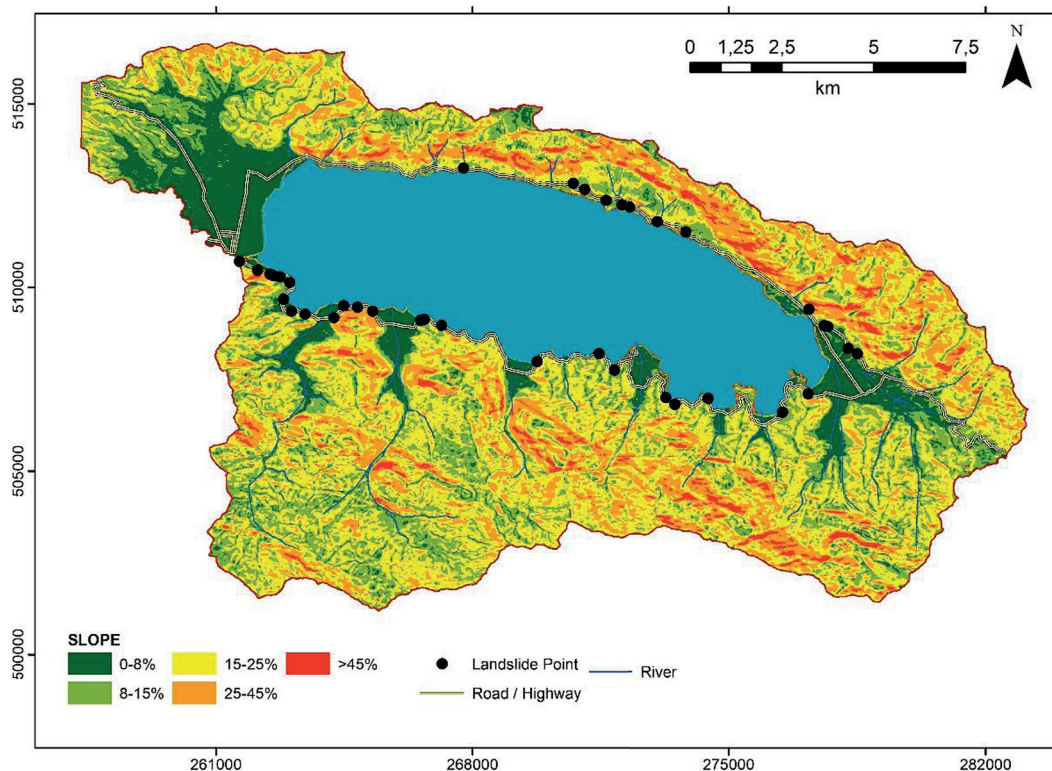 N
0 1,25 2,5 5 7,5
km
515000
510000
505000
500000
SLOPE
0-8% 15-25% >45% Landslide Point River
8-15% 25-45% Road / Highway
261000 268000 275000 282000